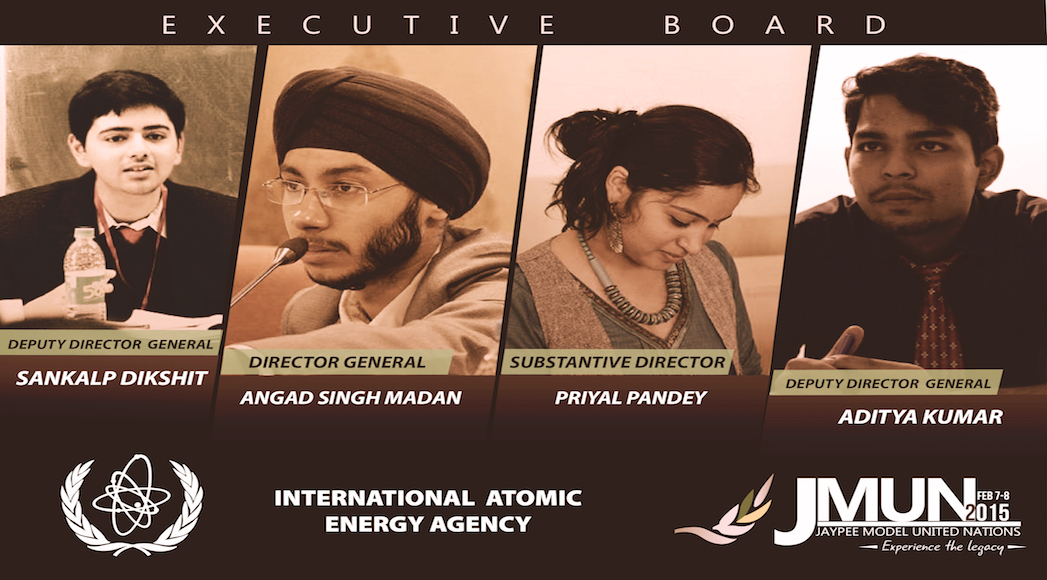 EXECUTIVE BOARD
DEPUTY DIRECTOR GENERAL
SANKALP DIKSHIT
DIRECTOR GENERAL
ANGAD SINGH MADAN
SUBSTANTIVE DIRECTOR
PRIYAL PANDEY
DEPUTY DIRECTOR GENERAL
ADITYA KUMAR
INTERNATIONAL ATOMIC
ENERGY AGENCY
JMUN FEB 7-8
2015
JAYPEE MODEL UNITED NATIONS
Experience the legacy